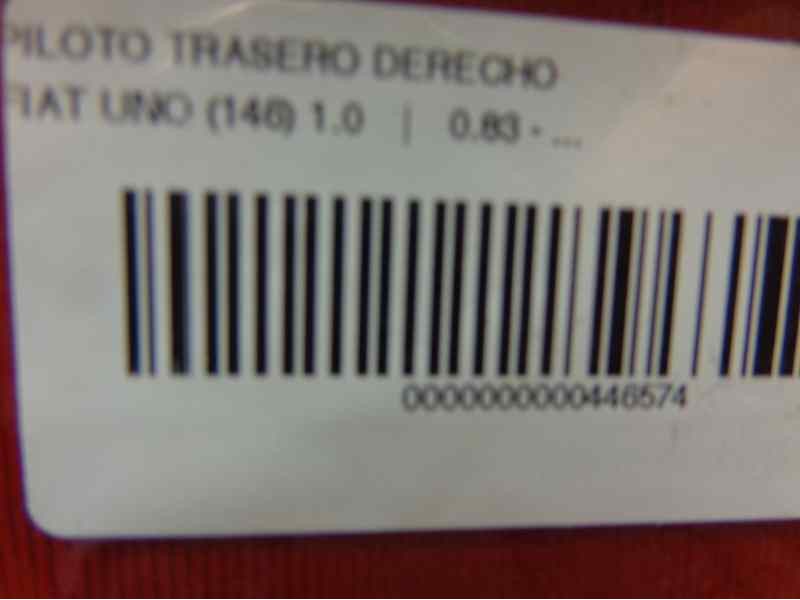 PILOTO TRASERO DERECHO
FIAT UNO (146) 1.0 | 0.83 - ...
0000000000446574